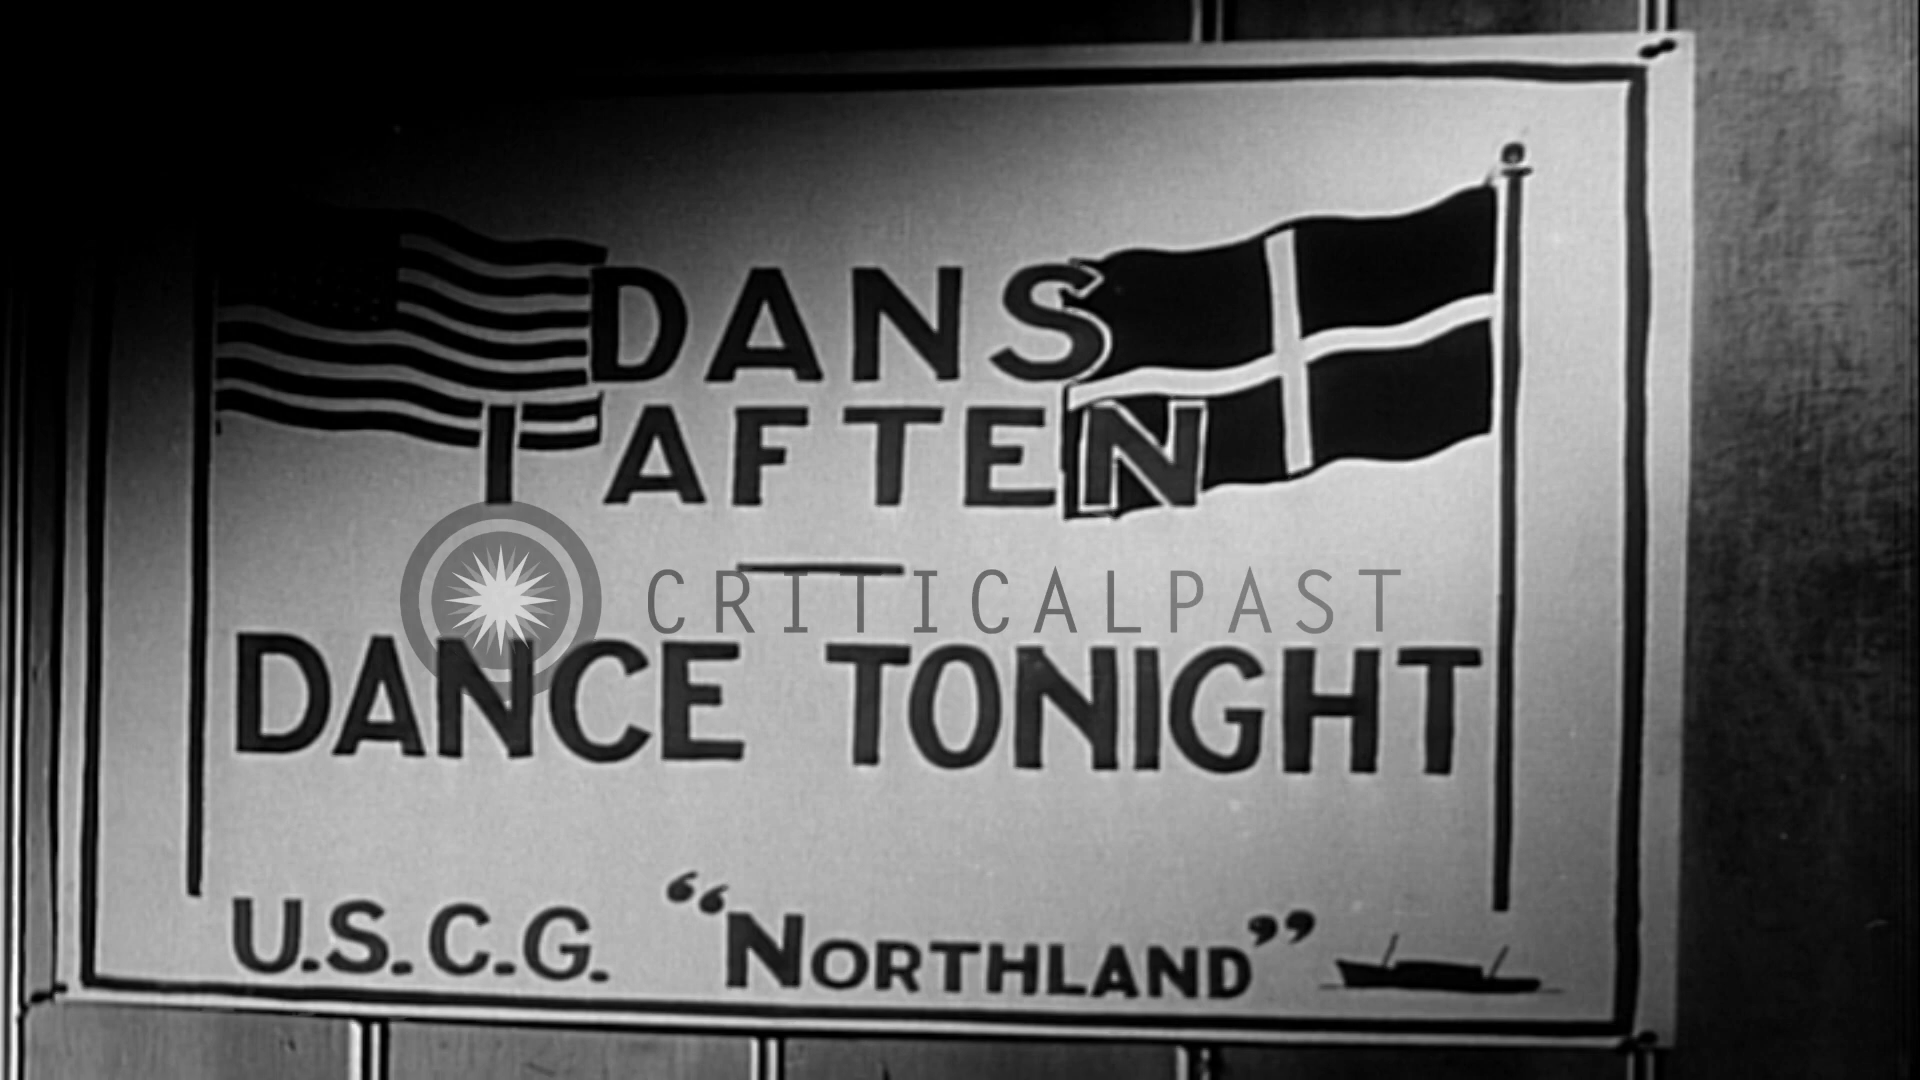 DANS
I AFTEN
CRITICALPAST
DANCE TONIGHT
U.S.C.G. “NORTHLAND”